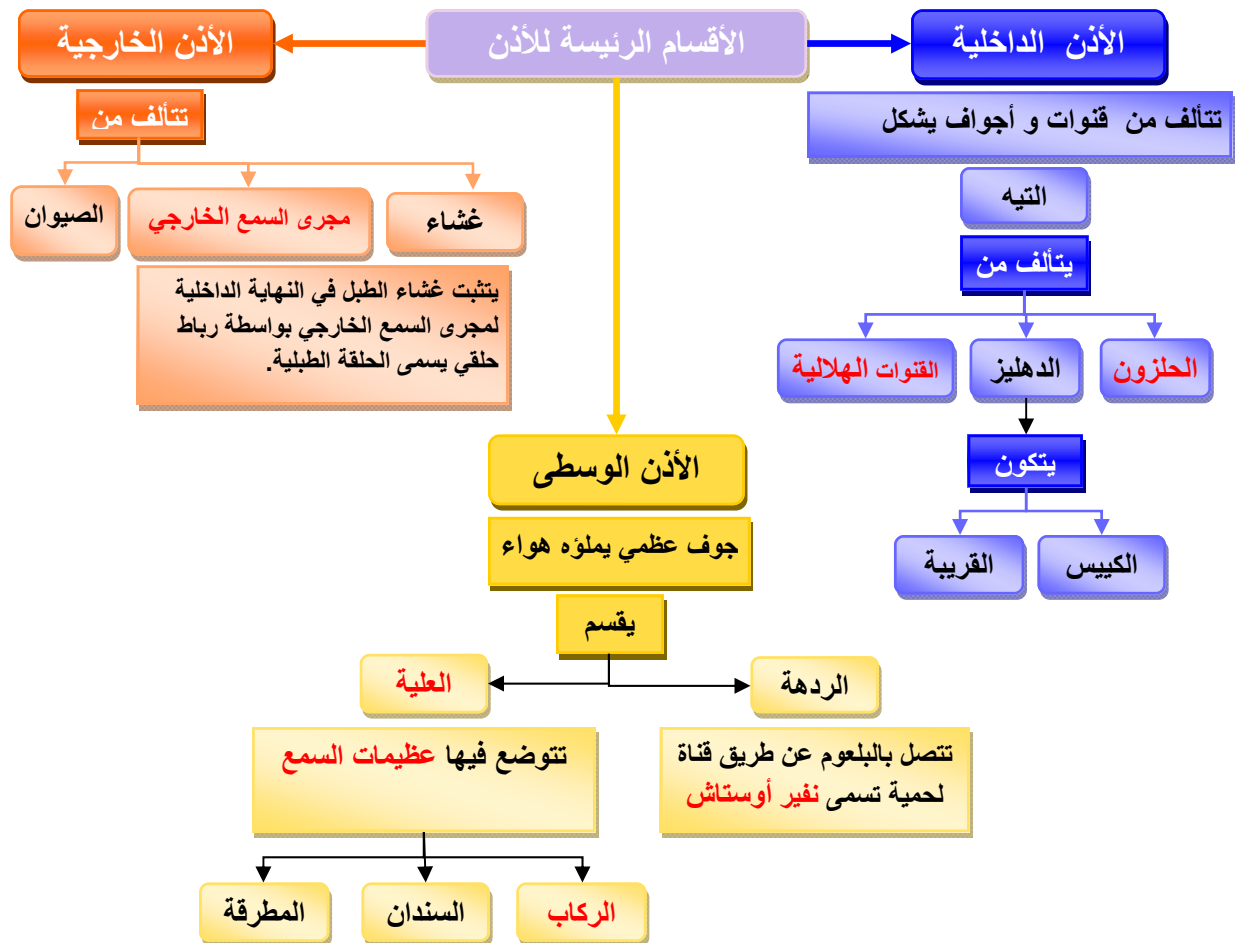 الأقسام الرئيسة للأذن
الأذن الداخلية
تتألف من قنوات و أجواف يشكل
التيه
يتألف من
الحلزون
الدهليز
القنوات الهلالية
يتكون
الكييس
القريبة
الأذن الخارجية
تتألف من
غشاء
مجرى السمع الخارجي
الصيوان
يتثبت غشاء الطبل في النهاية الداخلية
لمجرى السمع الخارجي بواسطة رباط
حلقي يسمى الحلقة الطبلية.
الأذن الوسطى
جوف عظمي يملؤه هواء
يقسم
الردهة
العلية
تتصل بالبلعوم عن طريق قناة
لحمية تسمى نفير أوستاش
تتوضع فيها عظيمات السمع
الركاب
السندان
المطرقة